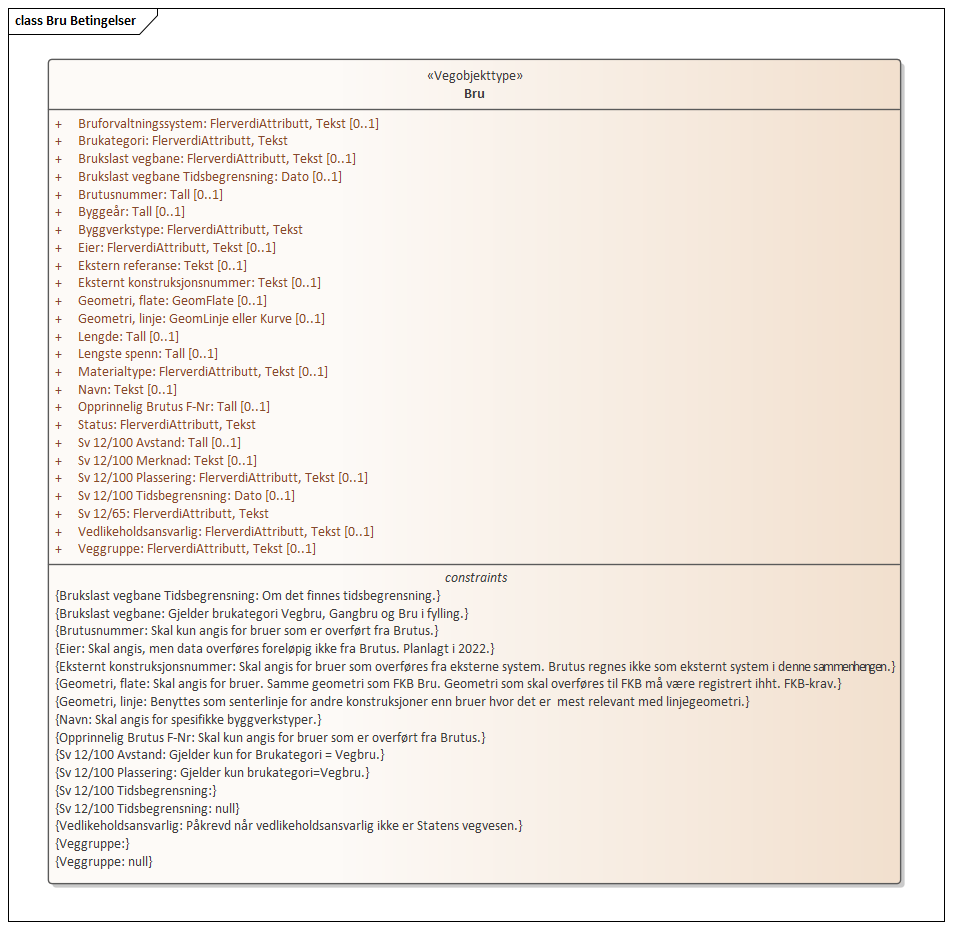 class Bru Betingelser
«Vegobjekttype»
Bru
+ Bruforvaltningssystem: FlerverdiAttributt, Tekst [0..1]
+ Brukategori: FlerverdiAttributt, Tekst
+ Brukslast vegbane: FlerverdiAttributt, Tekst [0..1]
+ Brukslast vegbane Tidsbegrensning: Dato [0..1]
+ Brutusnummer: Tall [0..1]
+ Byggeår: Tall [0..1]
+ Byggverkstype: FlerverdiAttributt, Tekst
+ Eier: FlerverdiAttributt, Tekst [0..1]
+ Ekstern referanse: Tekst [0..1]
+ Eksternt konstruksjonsnummer: Tekst [0..1]
+ Geometri, flate: GeomFlate [0..1]
+ Geometri, linje: GeomLinje eller Kurve [0..1]
+ Lengde: Tall [0..1]
+ Lengste spenn: Tall [0..1]
+ Materialtype: FlerverdiAttributt, Tekst [0..1]
+ Navn: Tekst [0..1]
+ Opprinnelig Brutus F-Nr: Tall [0..1]
+ Status: FlerverdiAttributt, Tekst
+ Sv 12/100 Avstand: Tall [0..1]
+ Sv 12/100 Merknad: Tekst [0..1]
+ Sv 12/100 Plassering: FlerverdiAttributt, Tekst [0..1]
+ Sv 12/100 Tidsbegrensning: Dato [0..1]
+ Sv 12/65: FlerverdiAttributt, Tekst
+ Vedlikeholdsansvarlig: FlerverdiAttributt, Tekst [0..1]
+ Veggruppe: FlerverdiAttributt, Tekst [0..1]
constraints
{Brukslast vegbane Tidsbegrensning: Om det finnes tidsbegrensning.}
{Brukslast vegbane: Gjelder brukategori Vegbru, Gangbru og Bru i fylling.}
{Brutusnummer: Skal kun angis for bruer som er overført fra Brutus.}
{Eier: Skal angis, men data overføres foreløpig ikke fra Brutus. Planlagt i 2022.}
{Eksternt konstruksjonsnummer: Skal angis for bruer som overføres fra eksterne system. Brutus regnes ikke som eksternt system i denne sammenhengen.}
{Geometri, flate: Skal angis for bruer. Samme geometri som FKB Bru. Geometri som skal overføres til FKB må være registrert ihht. FKB-krav.}
{Geometri, linje: Benyttes som senterlinje for andre konstruksjoner enn bruer hvor det er  mest relevant med linjegeometri.}
{Navn: Skal angis for spesifikke byggverkstyper.}
{Opprinnelig Brutus F-Nr: Skal kun angis for bruer som er overført fra Brutus.}
{Sv 12/100 Avstand: Gjelder kun for Brukategori = Vegbru.}
{Sv 12/100 Plassering: Gjelder kun brukategori=Vegbru.}
{Sv 12/100 Tidsbegrensning:}
{Sv 12/100 Tidsbegrensning: null}
{Vedlikeholdsansvarlig: Påkrevd når vedlikeholdsansvarlig ikke er Statens vegvesen.}
{Veggruppe:}
{Veggruppe: null}